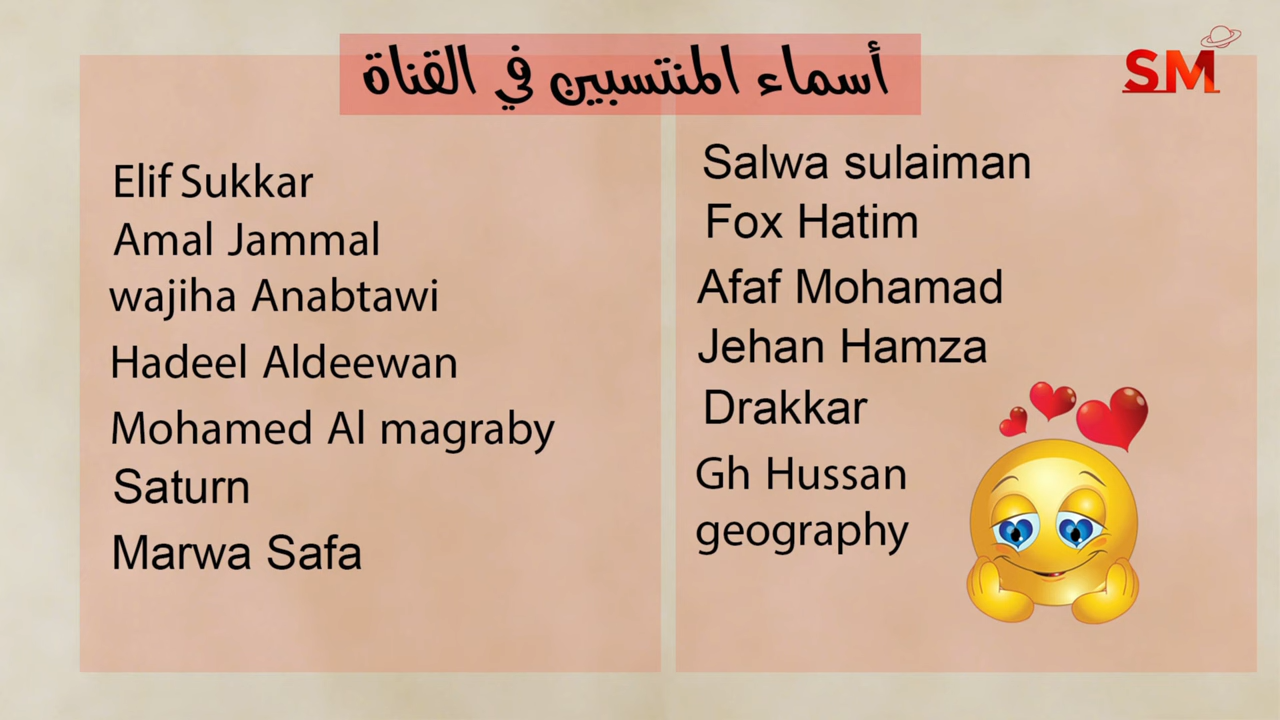 أسماء المنتسبين في القناة
SM
Elif Sukkar
Amal Jammal
wajiha Anabtawi
Hadeel Aldeewan
Mohamed Al magraby
Saturn
Marwa Safa
Salwa sulaiman
Fox Hatim
Afaf Mohamad
Jehan Hamza
Drakkar
Gh Hussan
geography